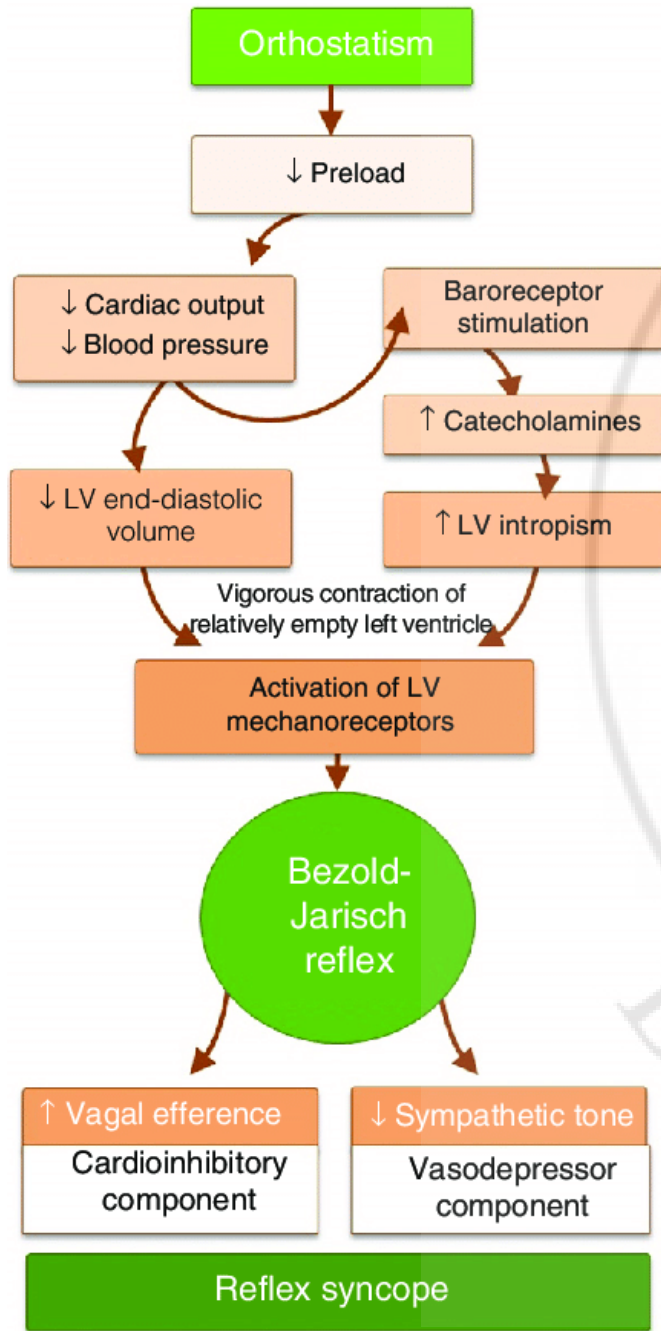 Orthostatism
↓ Preload
↓ Cardiac output
↓ Blood pressure
Baroreceptor
stimulation
↑ Catecholamines
↓ LV end-diastolic
volume
↑ LV intropism
Vigorous contraction of
relatively empty left ventricle
Activation of LV
mechanoreceptors
Bezold-
Jarisch
reflex
↑ Vagal efference
Cardioinhibitory
component
↓ Sympathetic tone
Vasodepressor
component
Reflex syncope